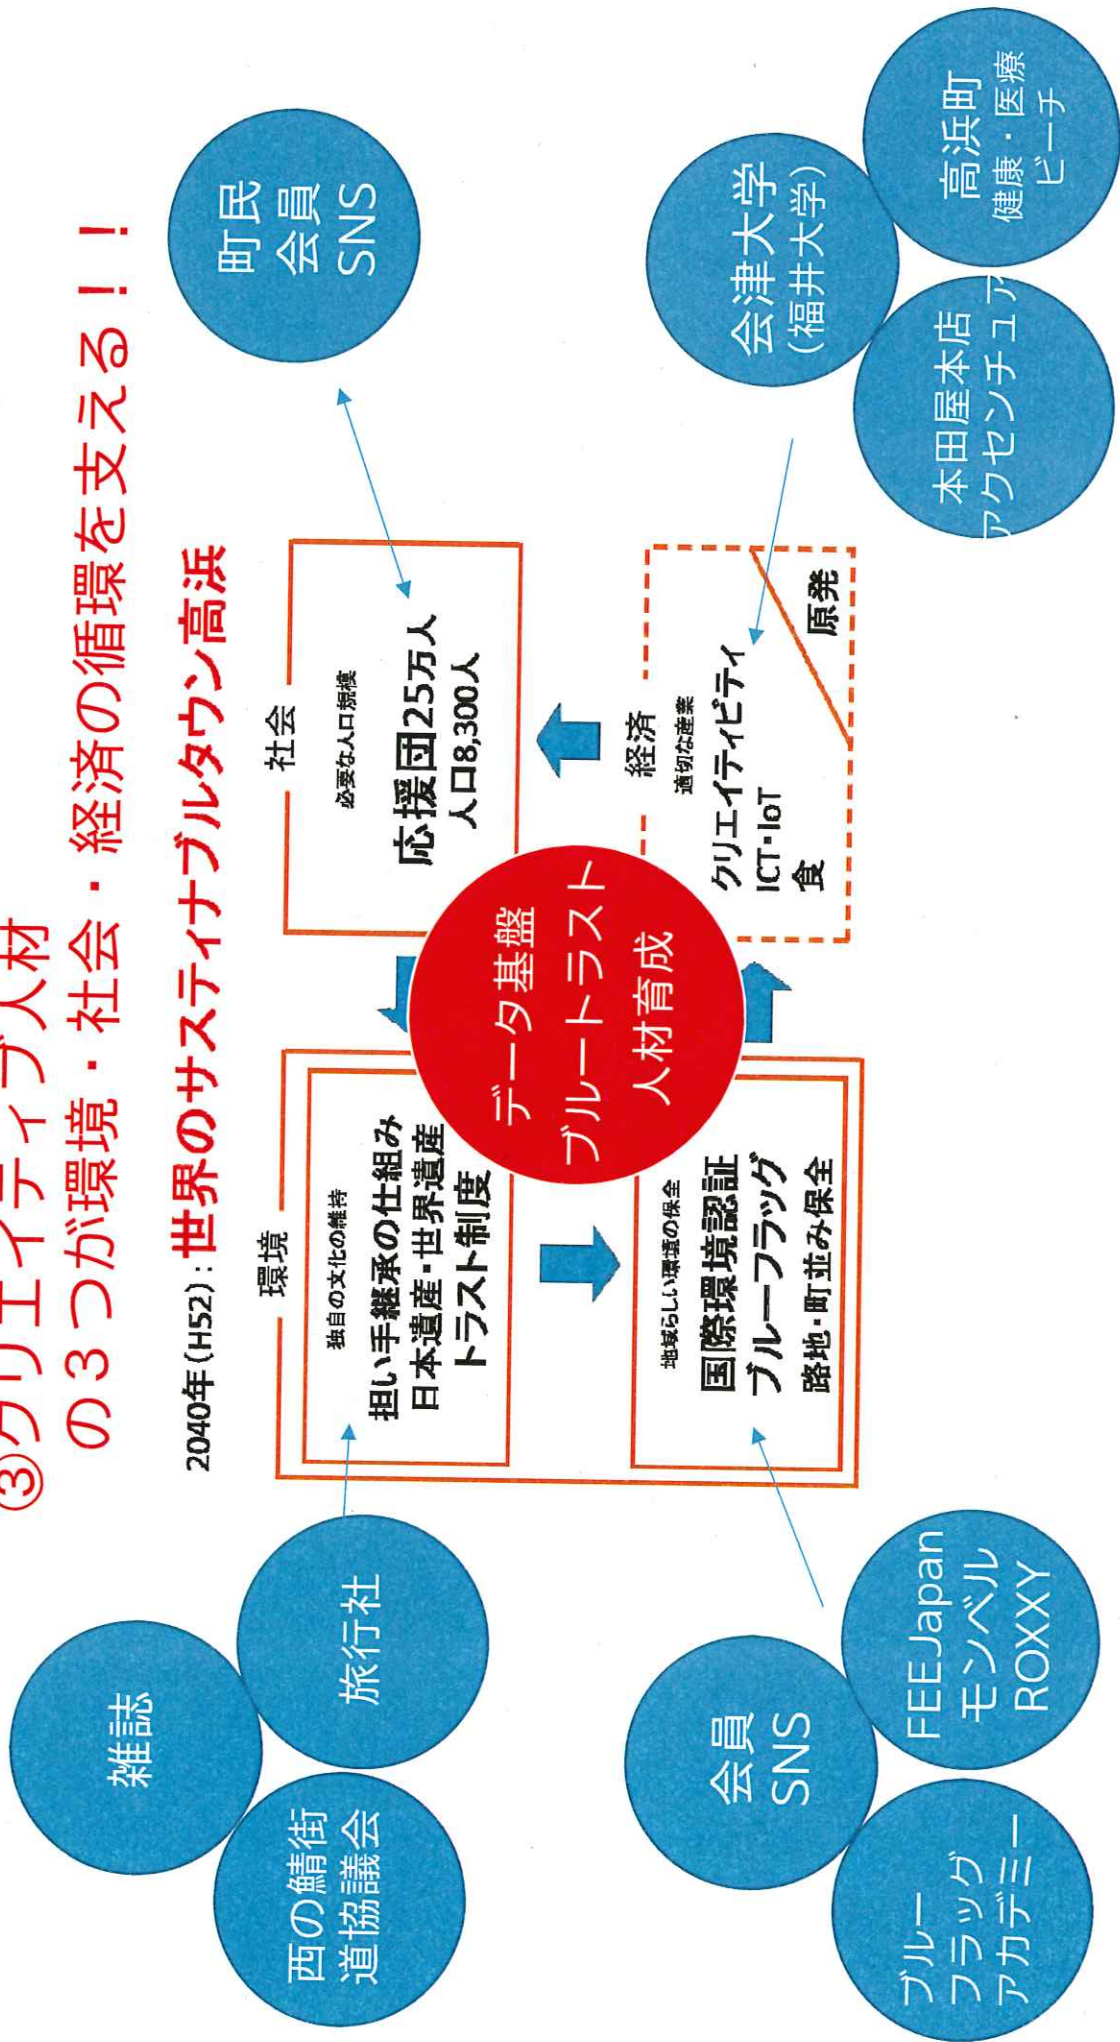 ③クリエイティブ人材
の３つが環境・社会・経済の循環を支える！！
2040年(H52)：世界のサスティナブルタウン高浜
雑誌
西の鯖街
道協議会
旅行社
環境
独自の文化の維持
担い手継承の仕組み
日本遺産・世界遺産
トラスト制度
社会
必要な人口規模
応援団25万人
人口8,300人
町民
会員
SNS
データ基盤
ブルートラスト
人材育成
地域らしい環境の保全
国際環境認証
ブルーフラッグ
路地・町並み保全
経済
適切な産業
クリエイティビティ
ICT・IoT
食
原発
会員
SNS
ブルー
フラッグ
アカデミー
FEEJapan
モンベル
ROXXY
会津大学
(福井大学)
本田屋本店
アクセンチュア
高浜町
健康・医療
ビーチ